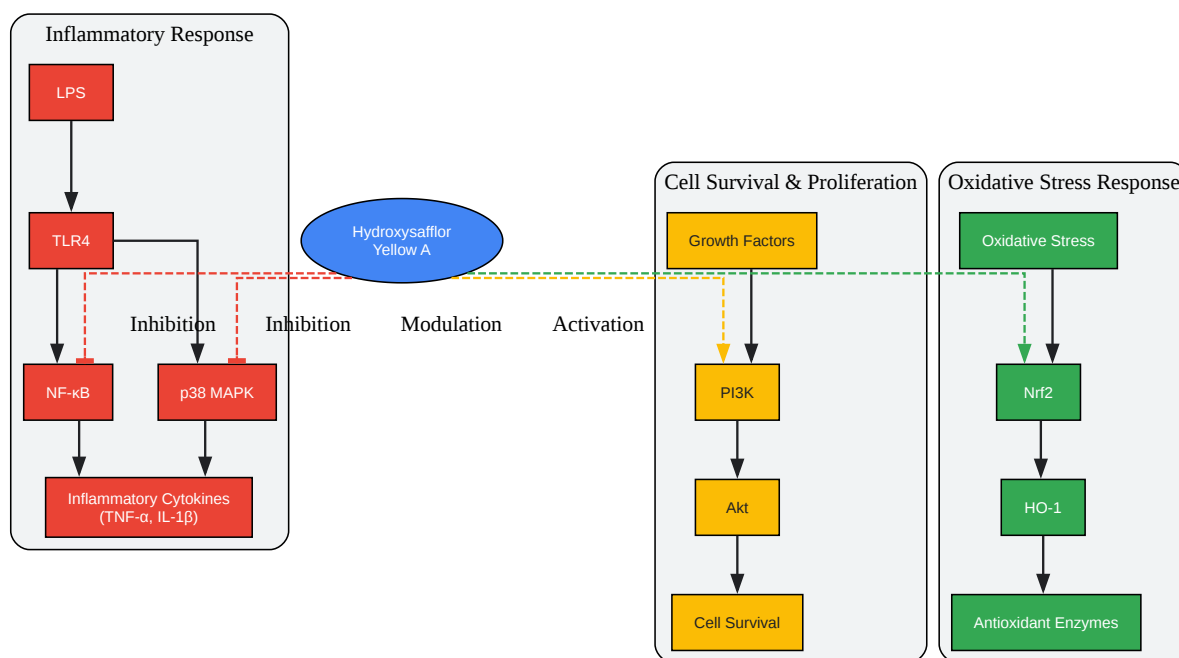 Inflammatory Response
LPS
TLR4
Hydroxysafflor
Yellow A
Inhibition
Inhibition
Modulation
Activation
NF-κB
p38 MAPK
Inflammatory Cytokines
(TNF-α, IL-1β)
Cell Survival & Proliferation
Growth Factors
PI3K
Akt
Cell Survival
Oxidative Stress Response
Oxidative Stress
Nrf2
HO-1
Antioxidant Enzymes